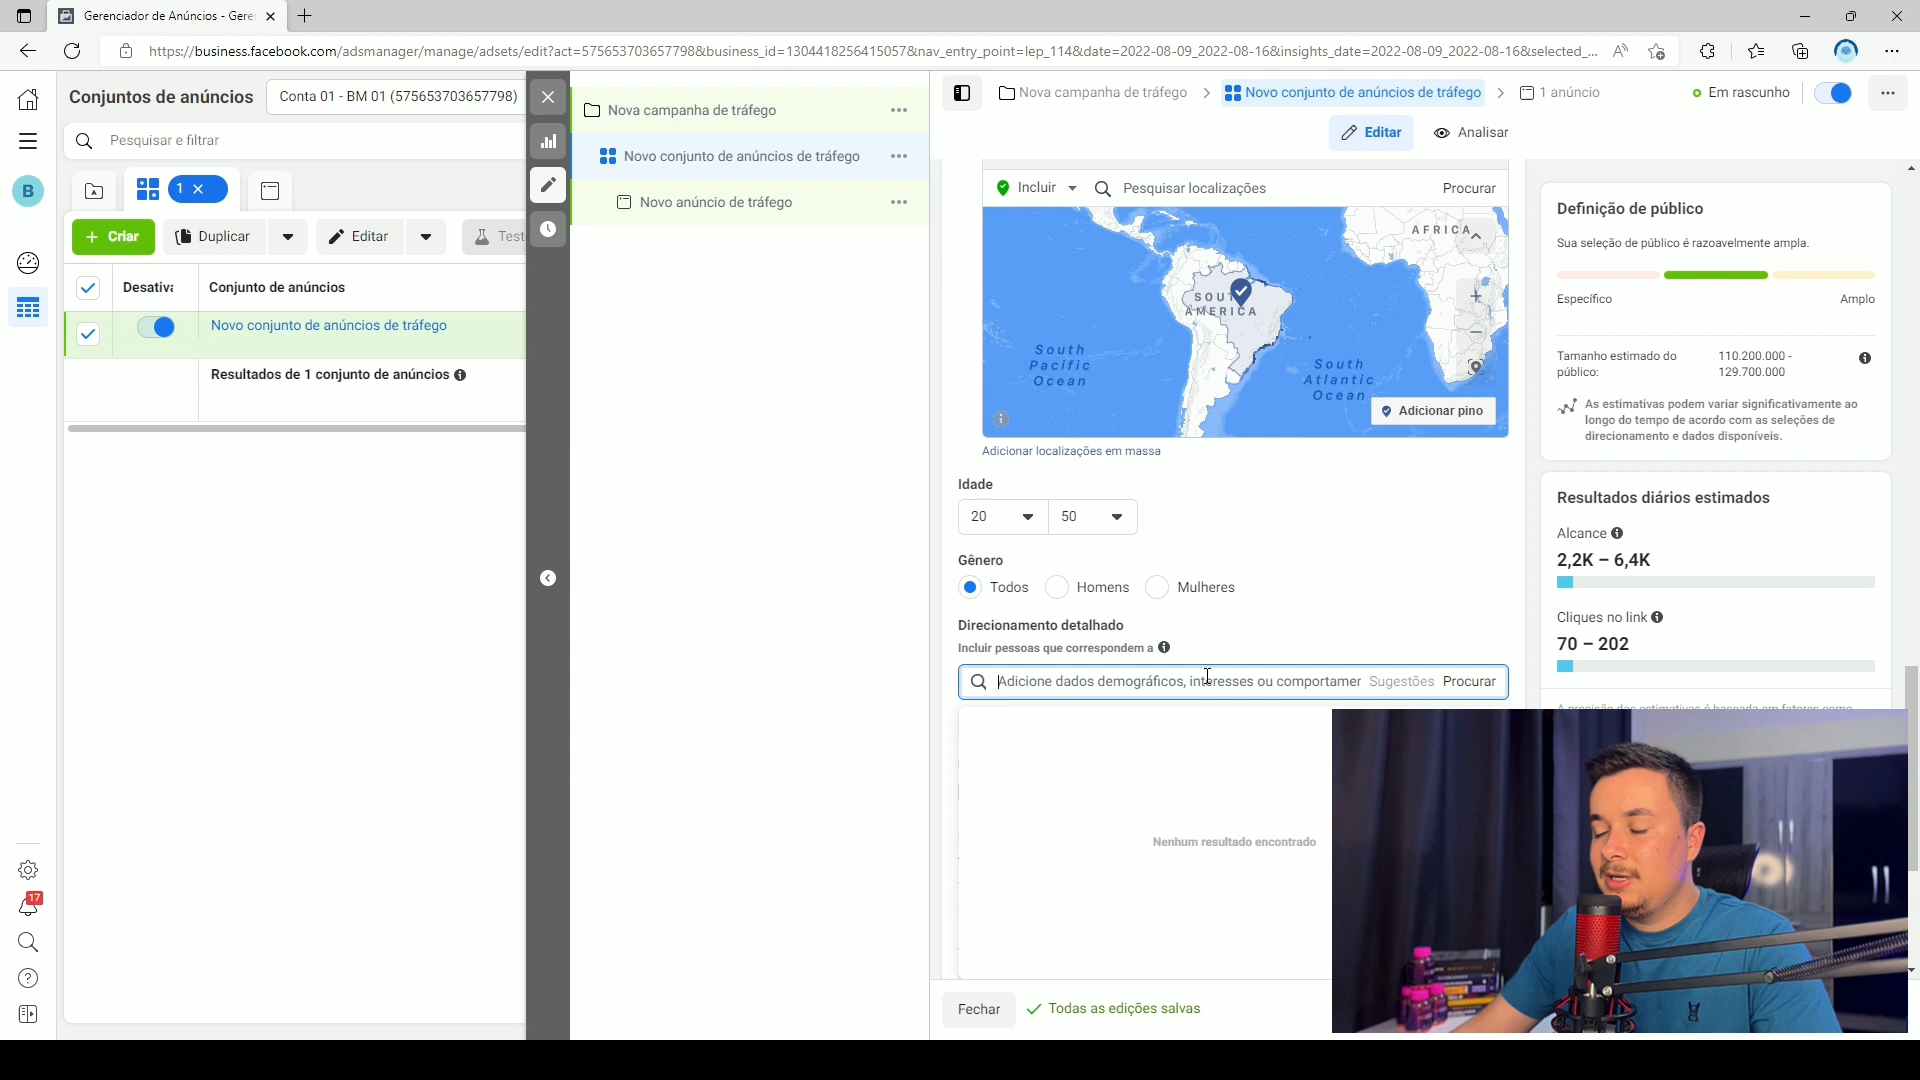 Gerenciador de Anúncios - Gere
https://business.facebook.com/adsmanager/manage/adsets/edit?act=575653703657798&business_id=1304418256415057&nav_entry_point=lep_114&date=2022-08-09_2022-08-16&insights_date=2022-08-09_2022-08-16&selected_...
Conjuntos de anúncios
Conta 01 - BM 01 (575653703657798)
Pesquisar e filtrar
B
1
Criar
Duplicar
Editar
Test
Desativa
Conjunto de anúncios
Novo conjunto de anúncios de tráfego
Resultados de 1 conjunto de anúncios
17
Nova campanha de tráfego
Novo conjunto de anúncios de tráfego
Novo anúncio de tráfego
Nova campanha de tráfego
Novo conjunto de anúncios de tráfego
1 anúncio
Em rascunho
Editar
Analisar
Incluir
Pesquisar localizações
Procurar
AFRICA
SOUTH
AMERICA
South
Pacific
Ocean
South
Atlantic
Ocean
Adicionar pino
Adicionar localizações em massa
Idade
20
50
Gênero
Todos
Homens
Mulheres
Direcionamento detalhado
Incluir pessoas que correspondem a
Adicione dados demográficos, interesses ou comportamen
Sugestões
Procurar
Nenhum resultado encontrado
Fechar
Todas as edições salvas
Definição de público
Sua seleção de público é razoavelmente ampla.
Específico
Amplo
Tamanho estimado do
público:
110.200.000 -
129.700.000
As estimativas podem variar significativamente ao
longo do tempo de acordo com as seleções de
direcionamento e dados disponíveis.
Resultados diários estimados
Alcance
2,2K – 6,4K
Cliques no link
70 – 202
A precisão das estimativas é baseada em fatores como